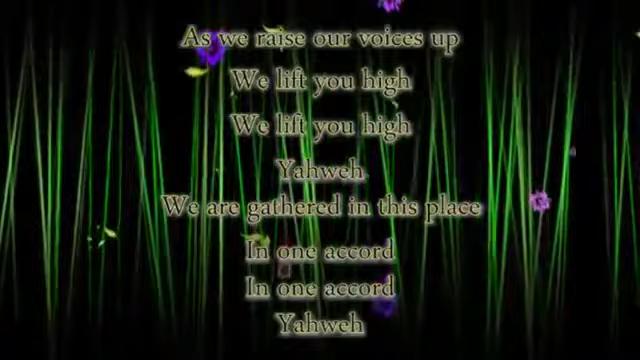 As we raise our voices up
We lift you high
We lift you high
Yahweh
We are gathered in this place
In one accord
In one accord
Yahweh